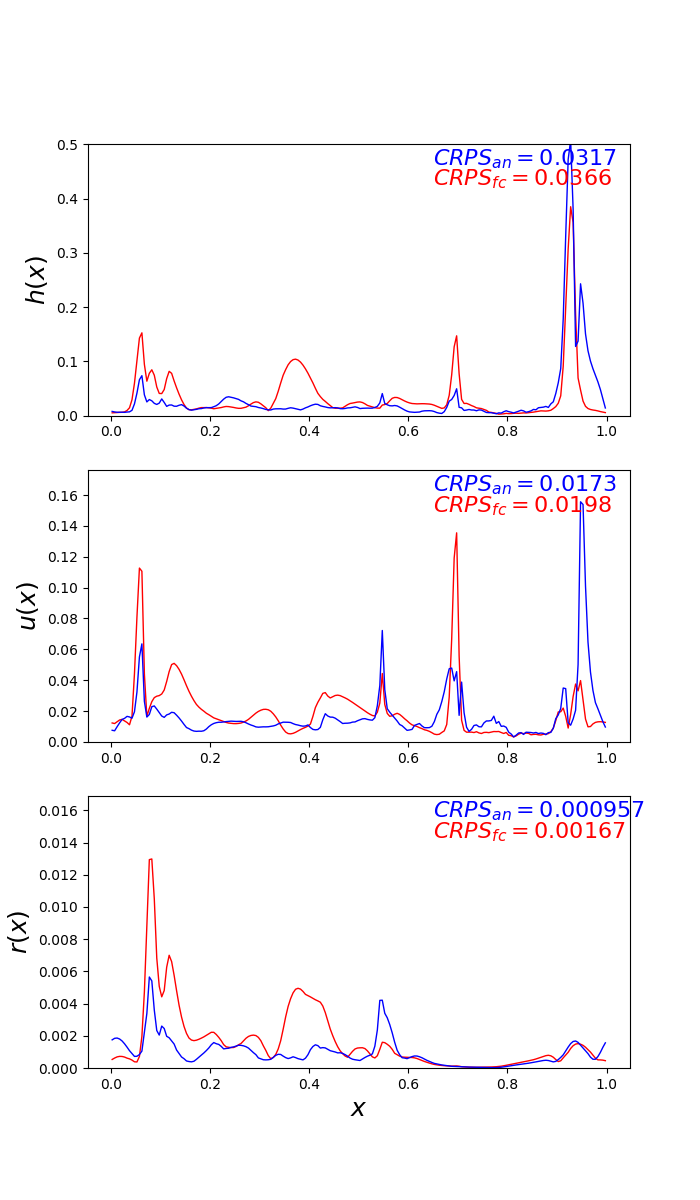 0.5
CRPS_an = 0.0317
CRPS_fc = 0.0366
0.4
0.3
h(x)
0.2
0.1
0.0
0.0 0.2 0.4 0.6 0.8 1.0
CRPS_an = 0.0173
CRPS_fc = 0.0198
0.16
0.14
0.12
0.10
u(x)
0.08
0.06
0.04
0.02
0.00
0.0 0.2 0.4 0.6 0.8 1.0
CRPS_an = 0.000957
CRPS_fc = 0.00167
0.016
0.014
0.012
0.010
r(x)
0.008
0.006
0.004
0.002
0.000
0.0 0.2 0.4 0.6 0.8 1.0
x